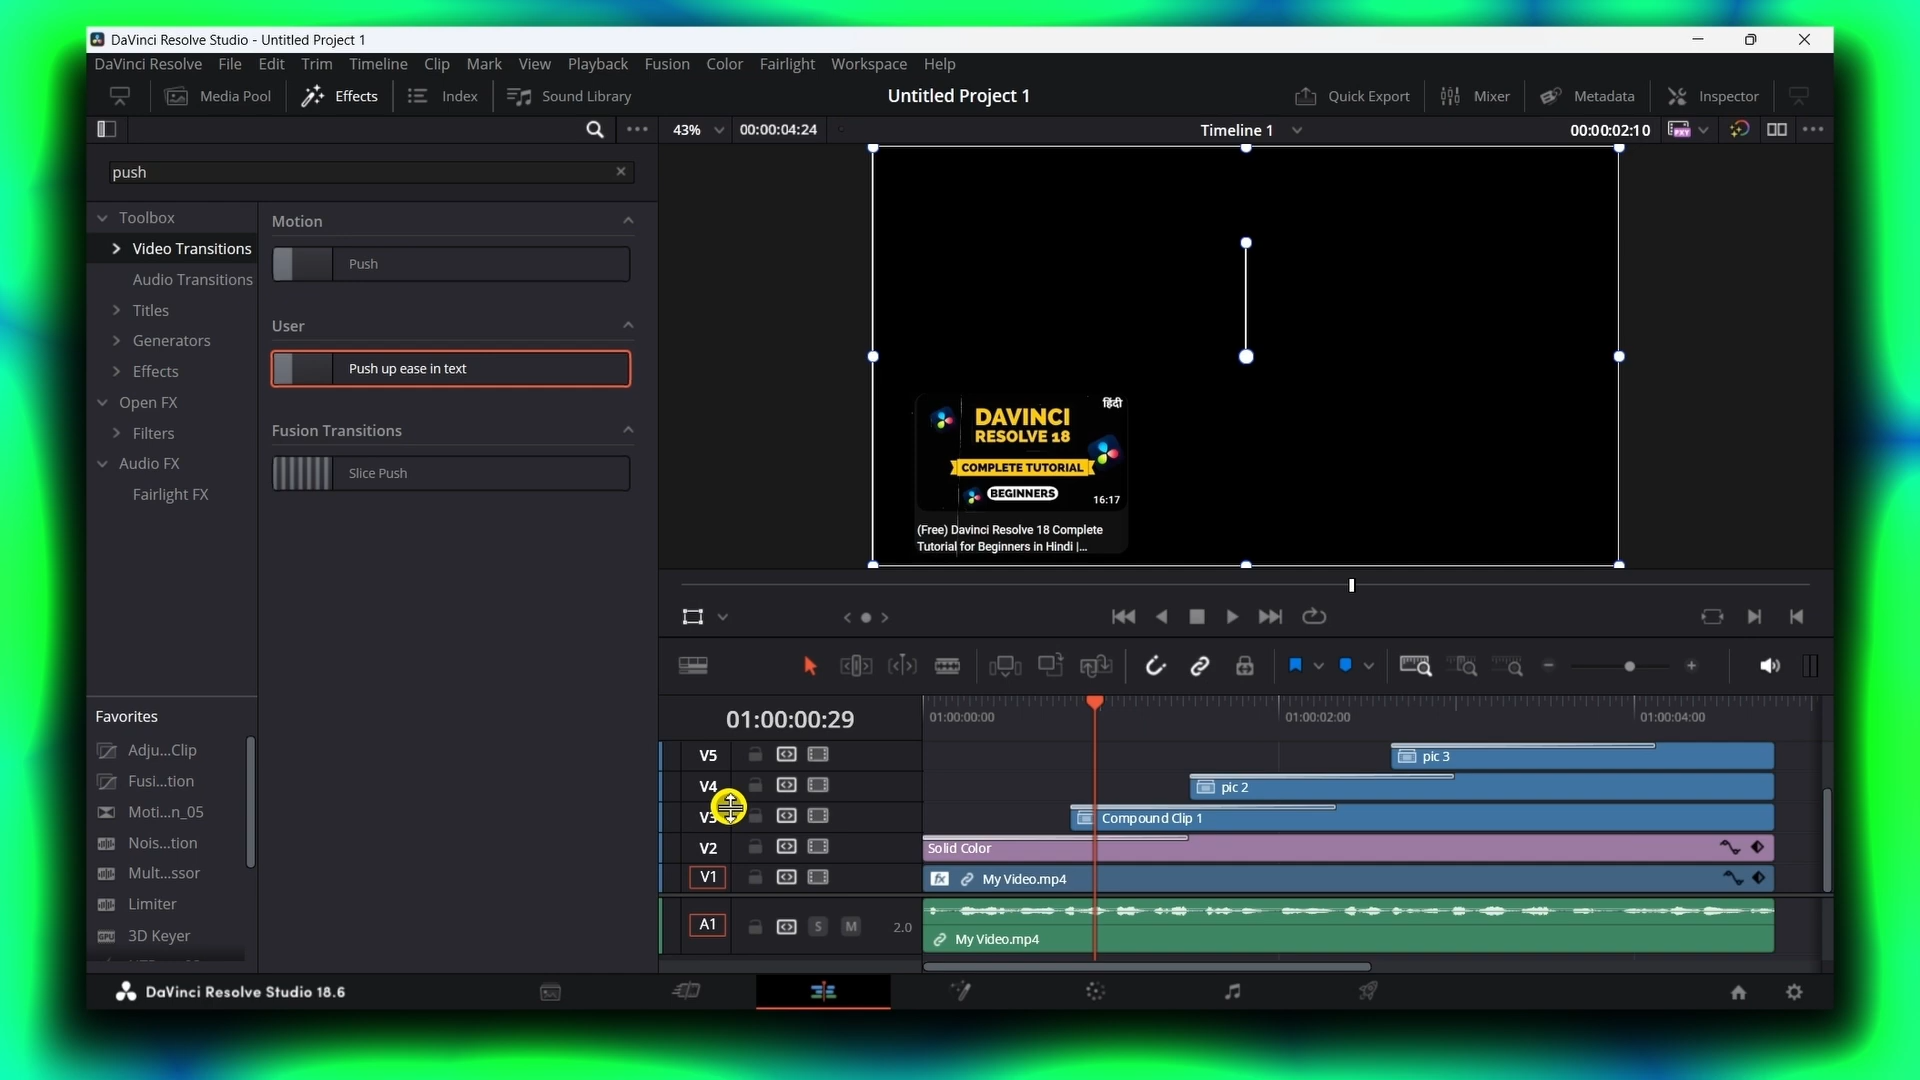 DaVinci Resolve Studio - Untitled Project 1
DaVinci Resolve File Edit Trim Timeline Clip Mark View Playback Fusion Color Fairlight Workspace Help
Media Pool Effects Index Sound Library Untitled Project 1 Quick Export Mixer Metadata Inspector
43% 00:00:04:24 Timeline 1 00:00:02:10
push
Toolbox
Video Transitions
Audio Transitions
Titles
Generators
Effects
Open FX
Filters
Audio FX
Fairlight FX
Motion
Push
User
Push up ease in text
Fusion Transitions
Slice Push
हिंदी
DAVINCI
RESOLVE 18
COMPLETE TUTORIAL
BEGINNERS
16:17
(Free) Davinci Resolve 18 Complete
Tutorial for Beginners in Hindi |...
Favorites
Adju...Clip
Fusi...tion
Moti...n_05
Nois...tion
Mult...ssor
Limiter
3D Keyer
01:00:00:29
01:00:00:00 01:00:02:00 01:00:04:00
V5 pic 3
V4 pic 2
V3 Compound Clip 1
V2 Solid Color
V1 fx My Video.mp4
A1 S M 2.0
My Video.mp4
DaVinci Resolve Studio 18.6